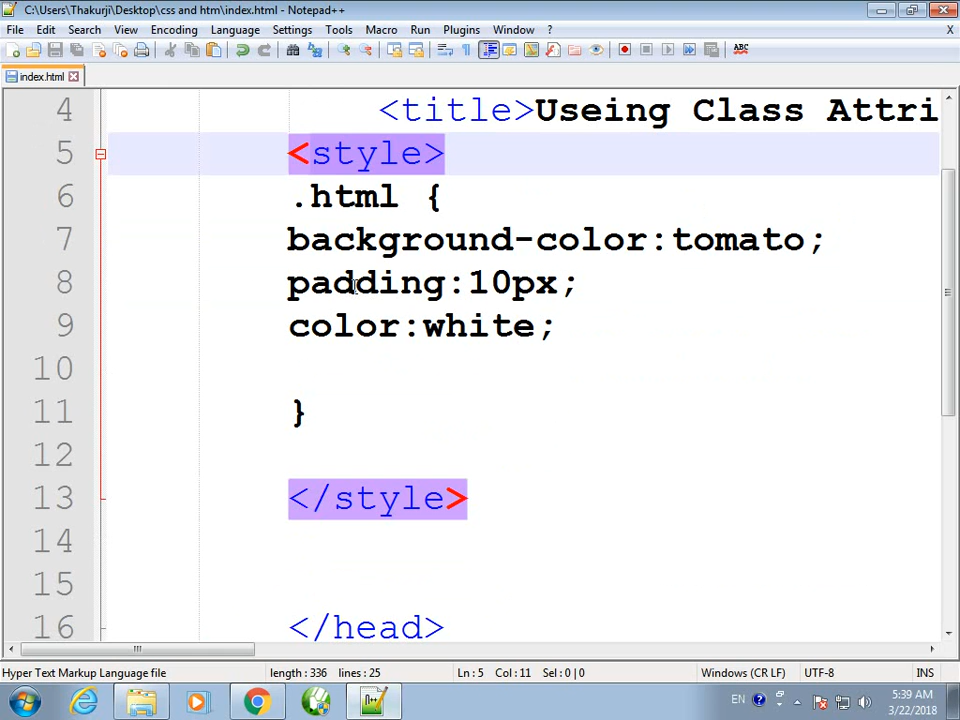 C:\Users\Thakurji\Desktop\css and htm\index.html - Notepad++
File Edit Search View Encoding Language Settings Tools Macro Run Plugins Window ? X
ABC
index.html
4 <title>Useing Class Attri
5 <style>
6 .html {
7 background-color:tomato;
8 padding:10px;
9 color:white;
10
11 }
12
13 </style>
14
15
16 </head>
Hyper Text Markup Language file length : 336 lines : 25 Ln : 5 Col : 11 Sel : 0 | 0 Windows (CR LF) UTF-8 INS
EN 5:39 AM
3/22/2018